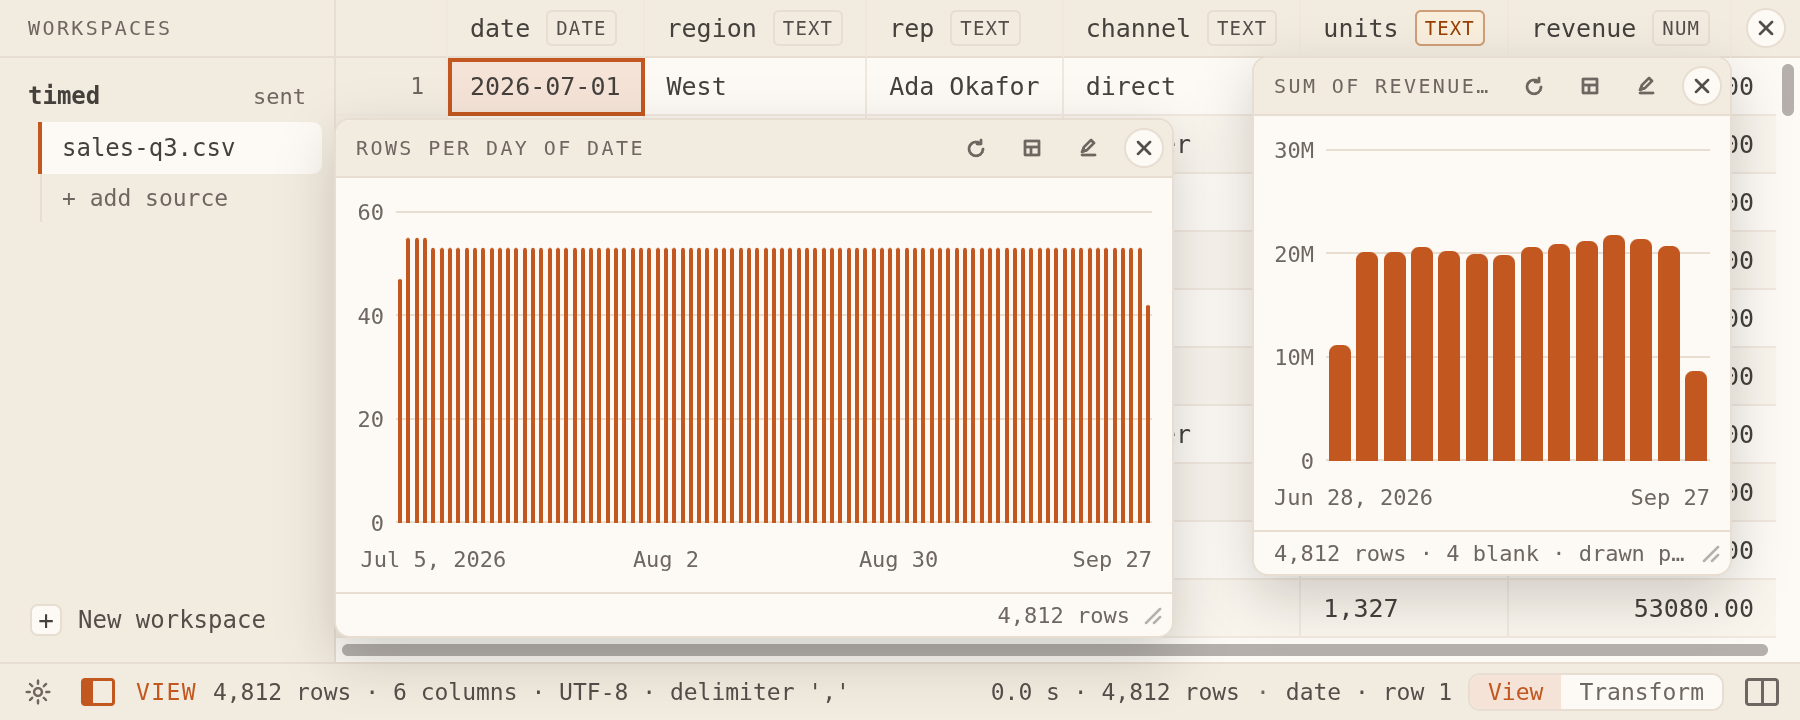 WORKSPACES
date DATE region TEXT rep TEXT channel TEXT units TEXT revenue NUM
timed sent
sales-q3.csv
+ add source
+ New workspace
1 2026-07-01 West Ada Okafor direct
ROWS PER DAY OF DATE
60
40
20
0
Jul 5, 2026 Aug 2 Aug 30 Sep 27
4,812 rows
SUM OF REVENUE…
30M
20M
10M
0
Jun 28, 2026 Sep 27
4,812 rows · 4 blank · drawn p…
1,327 53080.00
VIEW 4,812 rows · 6 columns · UTF-8 · delimiter ',' 0.0 s · 4,812 rows · date · row 1 View Transform